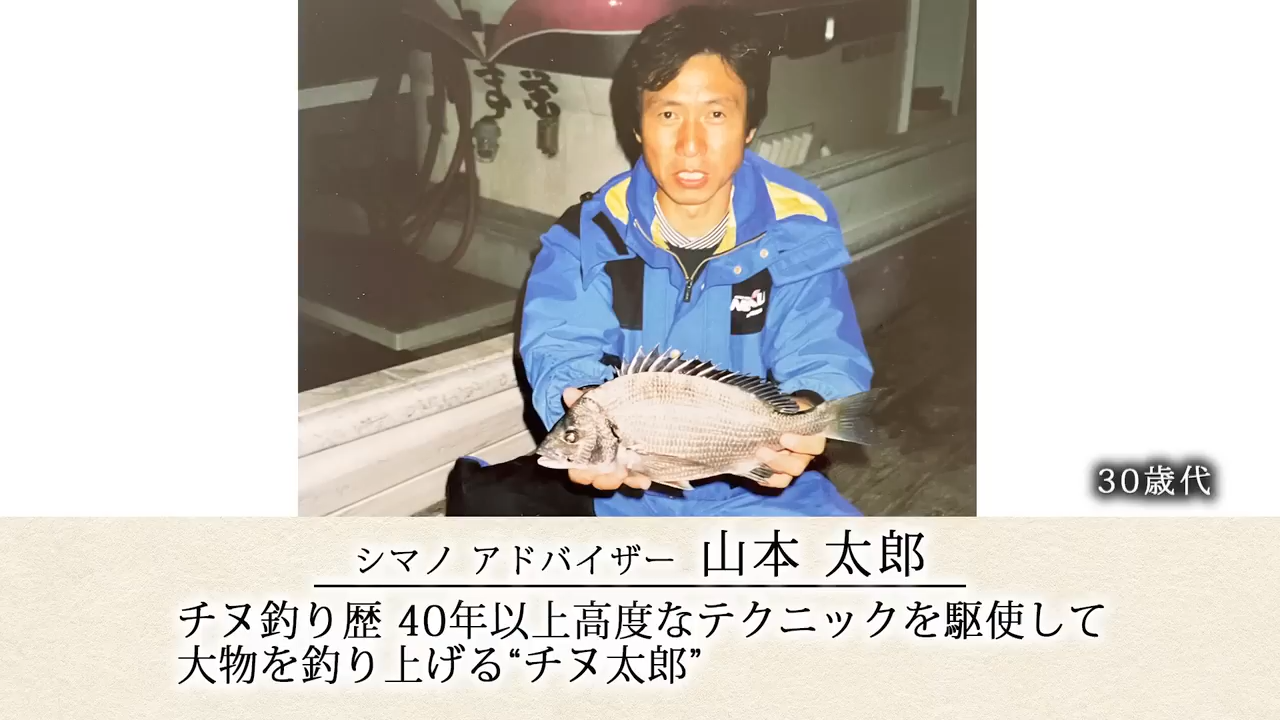 30歳代
シマノ アドバイザー 山本 太郎
チヌ釣り歴 40年以上高度なテクニックを駆使して
大物を釣り上げる“チヌ太郎”